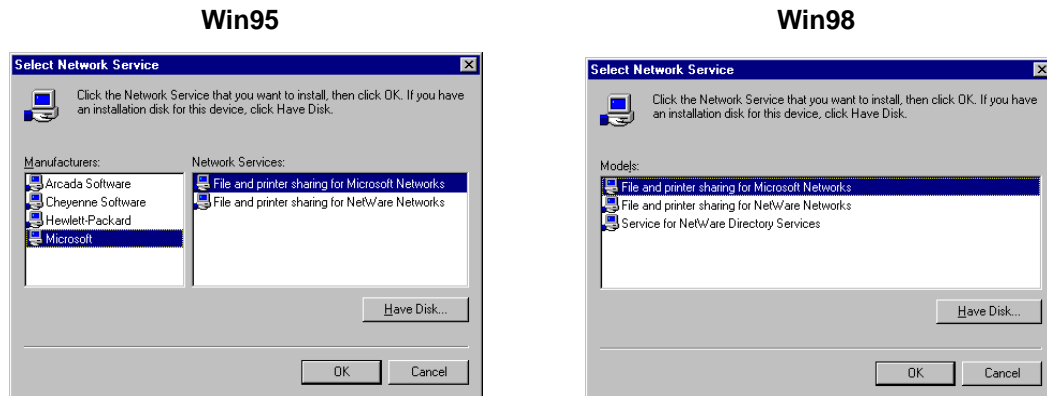 Win95
Select Network Service
Click the Network Service that you want to install, then click OK. If you have
an installation disk for this device, click Have Disk.
Manufacturers:
Arcada Software
Cheyenne Software
Hewlett-Packard
Microsoft
Network Services:
File and printer sharing for Microsoft Networks
File and printer sharing for NetWare Networks
Have Disk...
OK
Cancel
Win98
Select Network Service
Click the Network Service that you want to install, then click OK. If you have
an installation disk for this device, click Have Disk.
Models:
File and printer sharing for Microsoft Networks
File and printer sharing for NetWare Networks
Service for NetWare Directory Services
Have Disk...
OK
Cancel